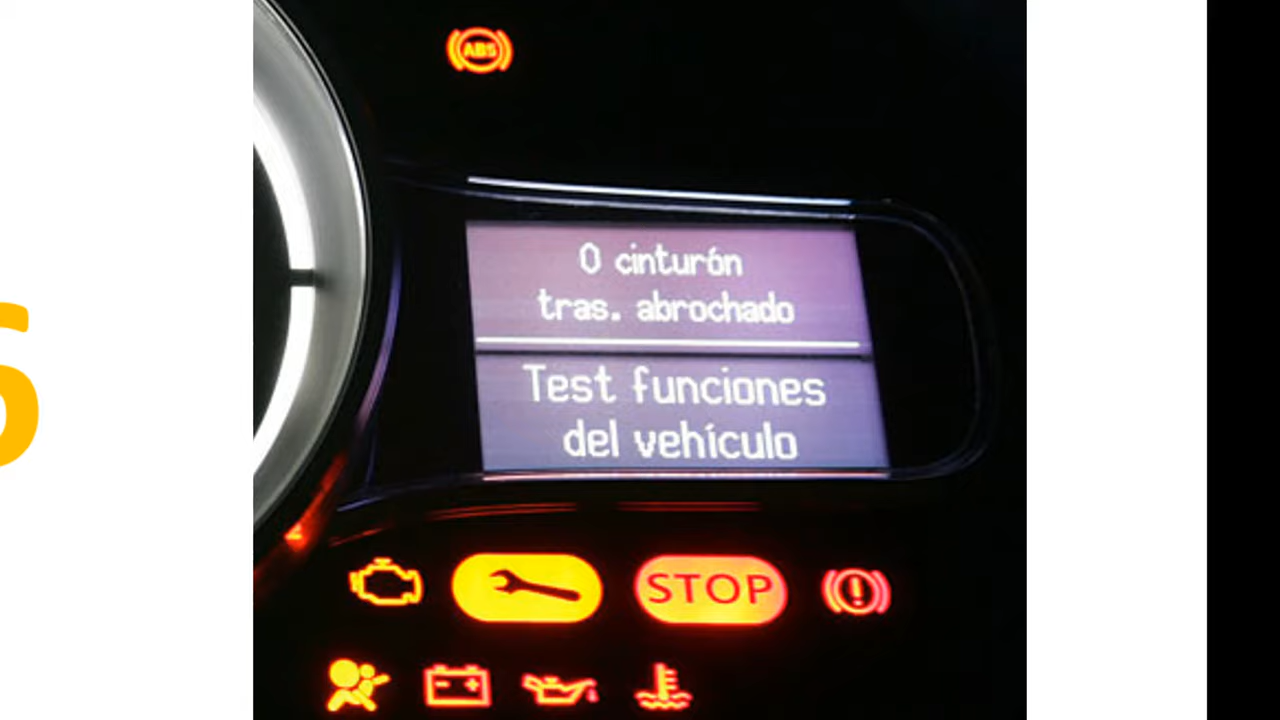 ABS
0 cinturón
tras. abrochado
Test funciones
del vehículo
STOP